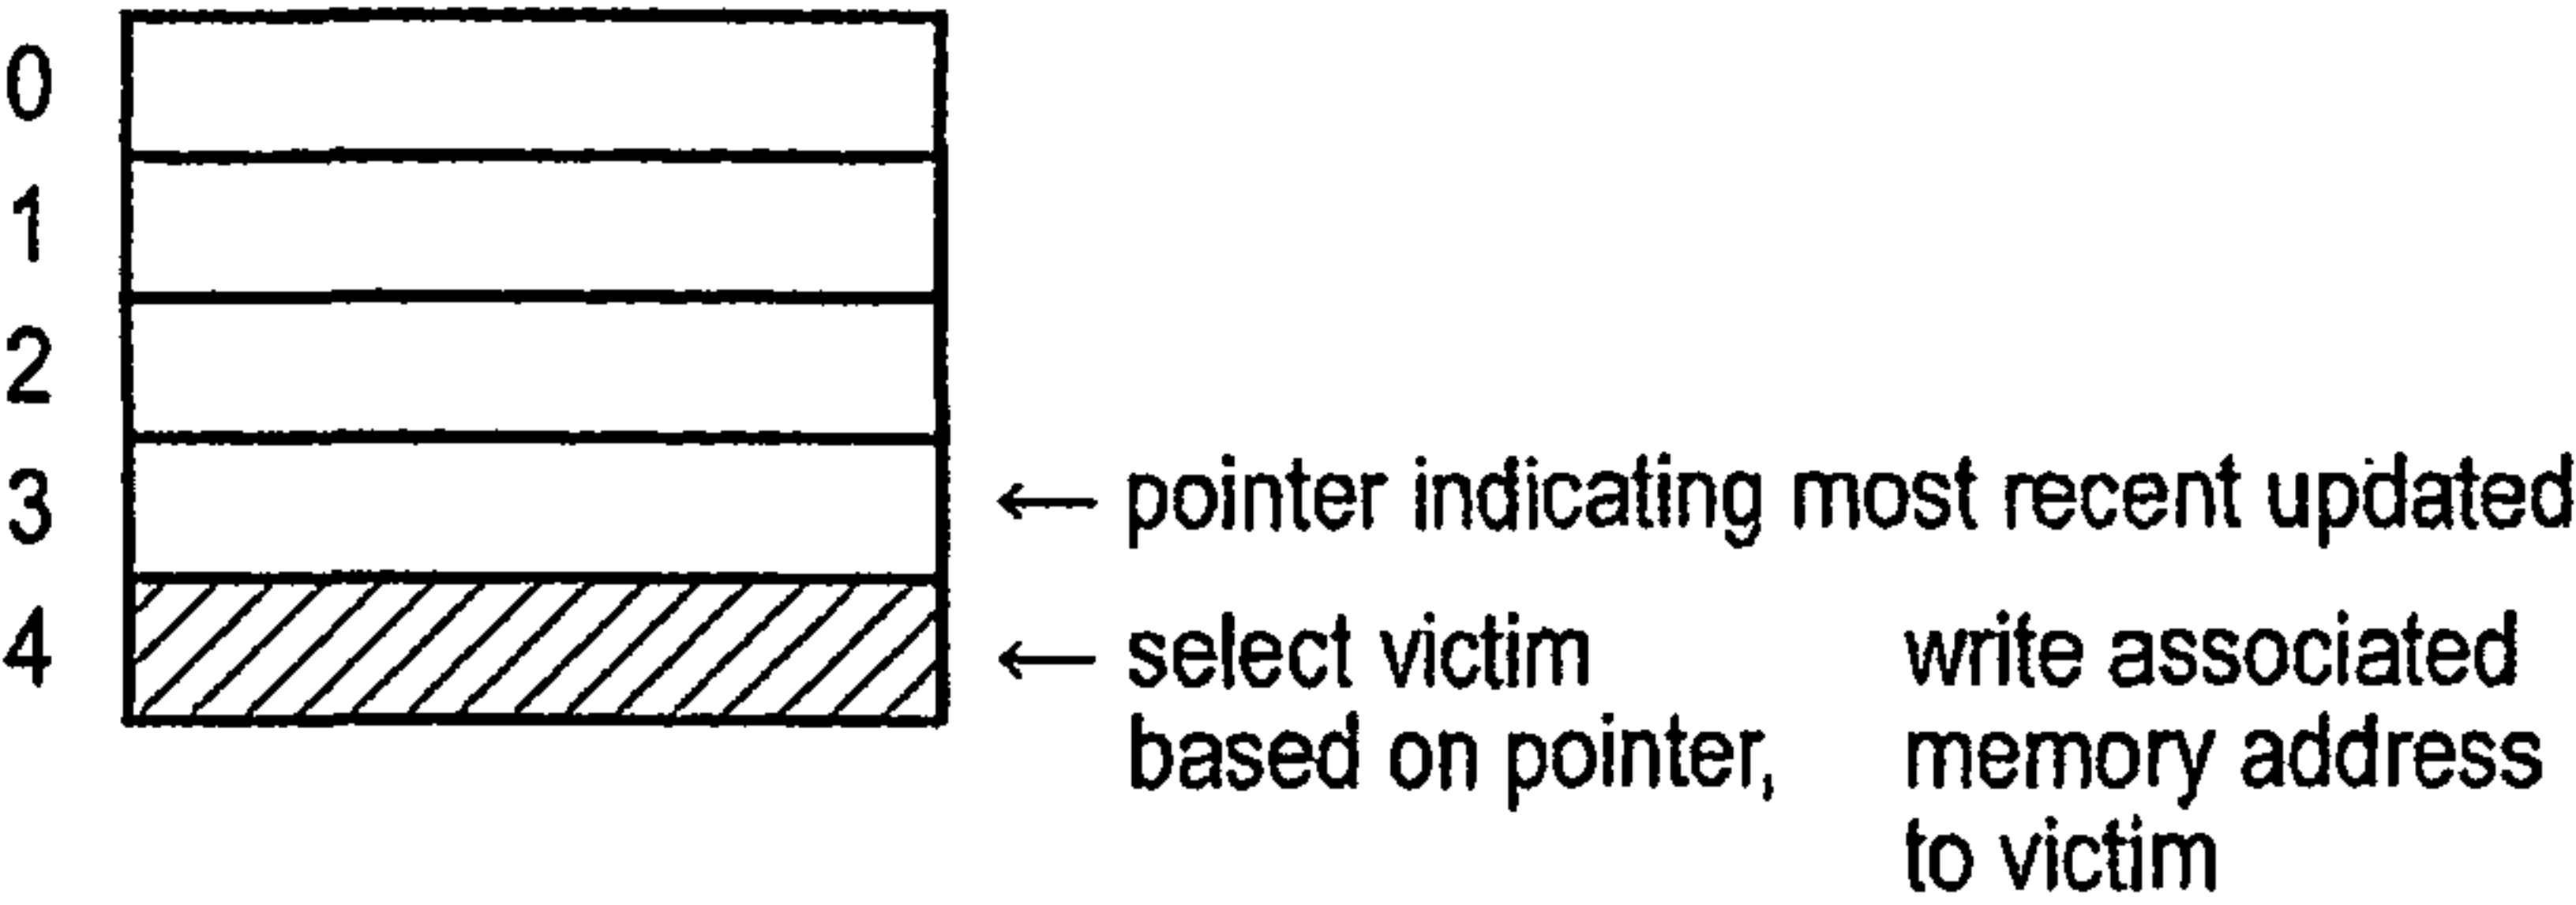 0
1
2
3 ← pointer indicating most recent updated
4 ← select victim
based on pointer,
write associated
memory address
to victim